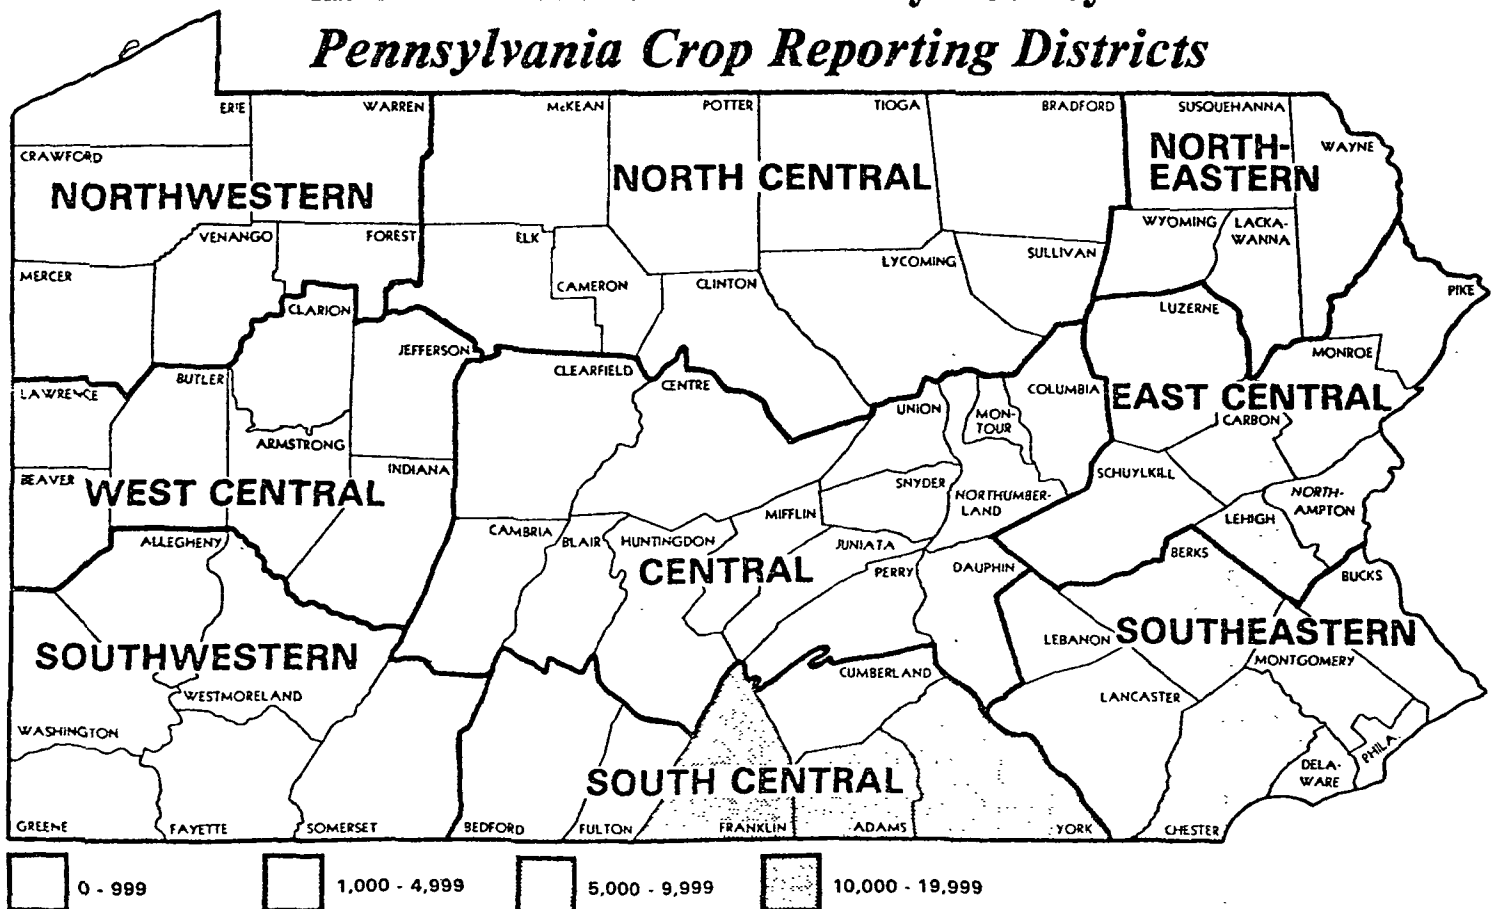 Pennsylvania Crop Reporting Districts
ERIE
WARREN
McKEAN
POTTER
TIOGA
BRADFORD
SUSQUEHANNA
WAYNE
CRAWFORD
NORTHWESTERN
NORTH CENTRAL
NORTH-
EASTERN
VENANGO
FOREST
ELK
LYCOMING
SULLIVAN
WYOMING
LACKA-
WANNA
MERCER
CLARION
CAMERON
CLINTON
LUZERNE
PIKE
JEFFERSON
CLEARFIELD
CENTRE
MONROE
LAWRENCE
BUTLER
UNION
MON-
TOUR
COLUMBIA
EAST CENTRAL
CARBON
ARMSTRONG
INDIANA
BEAVER
WEST CENTRAL
SNYDER
NORTHUMBER-
LAND
SCHUYLKILL
NORTH-
AMPTON
LEHIGH
MIFFLIN
ALLEGHENY
CAMBRIA
BLAIR
HUNTINGDON
JUNIATA
CENTRAL
PERRY
DAUPHIN
BERKS
BUCKS
SOUTHWESTERN
LEBANON
SOUTHEASTERN
MONTGOMERY
WESTMORELAND
CUMBERLAND
LANCASTER
WASHINGTON
SOUTH CENTRAL
DELA-
WARE
PHILA.
GREENE
FAYETTE
SOMERSET
BEDFORD
FULTON
FRANKLIN
ADAMS
YORK
CHESTER
0 - 999
1,000 - 4,999
5,000 - 9,999
10,000 - 19,999